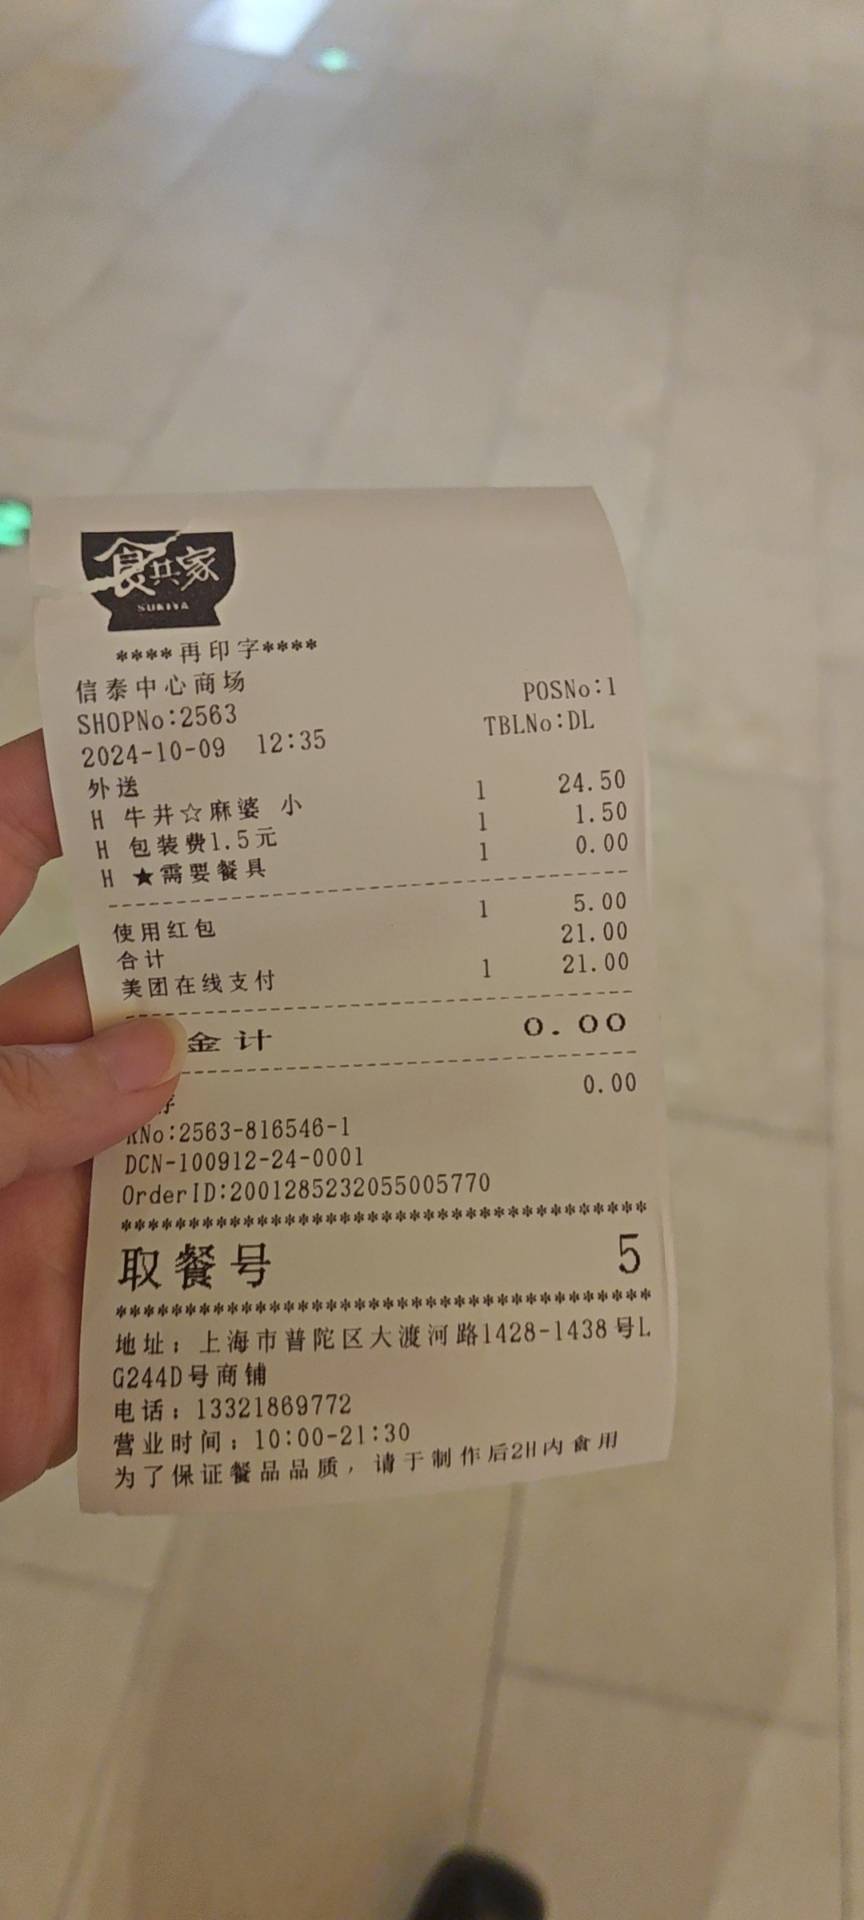 食其家
SUKIYA
****再印字****
信泰中心商场
SHOPNo:2563 POSNo:1
2024-10-09 12:35 TBLNo:DL
外送
H 牛丼☆麻婆 小 1 24.50
H 包装费1.5元 1 1.50
H ★需要餐具 1 0.00
使用红包 1 5.00
合计 21.00
美团在线支付 1 21.00
金计 0.00
存 0.00
RNo:2563-816546-1
DCN-100912-24-0001
OrderID:2001285232055005770
****************************************
取餐号 5
****************************************
地址：上海市普陀区大渡河路1428-1438号L
G244D号商铺
电话：13321869772
营业时间：10:00-21:30
为了保证餐品品质，请于制作后2H内食用